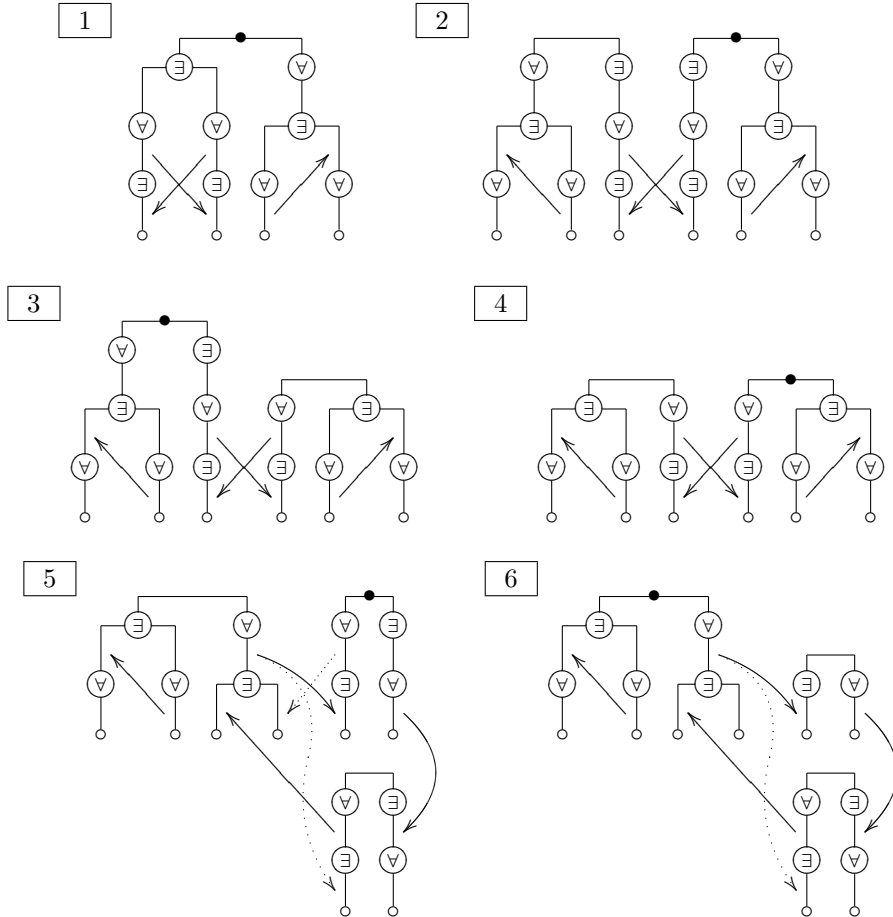 1
∃ ∀
∀ ∀ ∃
∃ ∃ ∀ ∀
2
∀ ∃ ∃ ∀
∃ ∀ ∀ ∃
∀ ∀ ∃ ∃ ∀ ∀
3
∀ ∃
∃ ∀ ∀ ∃
∀ ∀ ∃ ∃ ∀ ∀
4
∃ ∀ ∀ ∃
∀ ∀ ∃ ∃ ∀ ∀
5
∃ ∀ ∀ ∃
∀ ∀ ∃ ∃ ∀
∀ ∃
∃ ∀
6
∃ ∀
∀ ∀ ∃ ∃ ∀
∀ ∃
∃ ∀